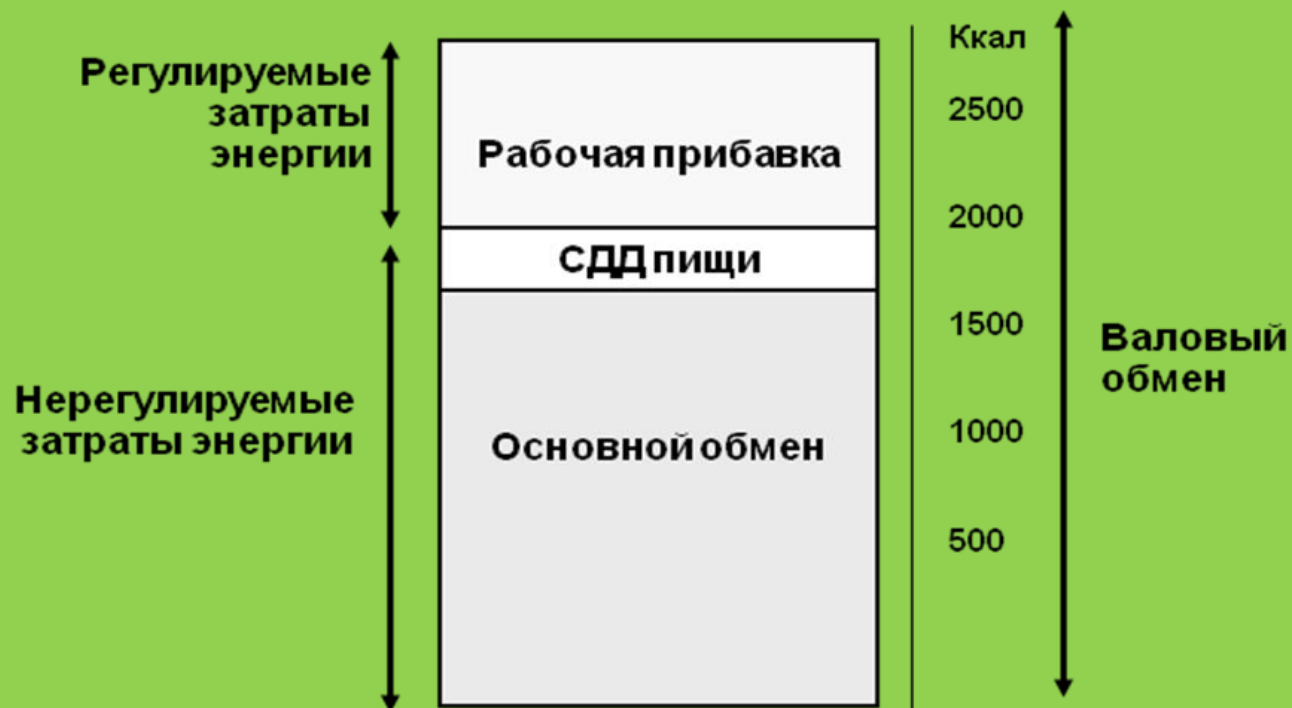 Регулируемые
затраты
энергии
Рабочая прибавка
СДД пищи
Нерегулируемые
затраты энергии
Основной обмен
Ккал
2500
2000
1500
1000
500
Валовый
обмен